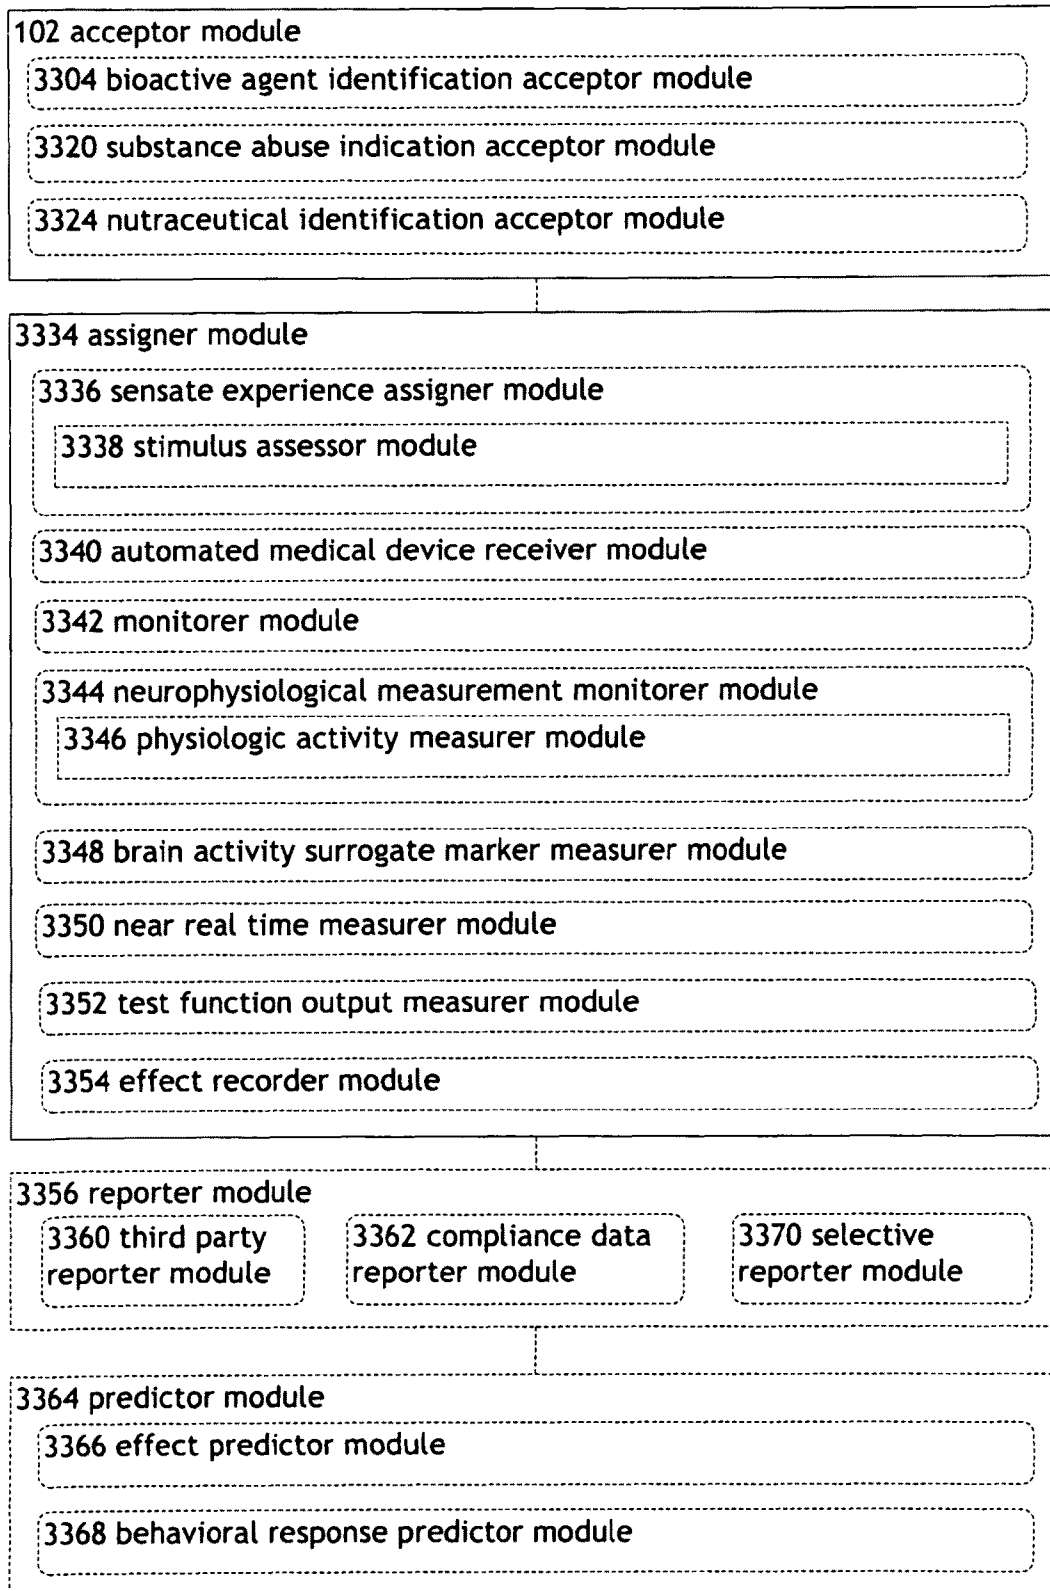 102 acceptor module
3304 bioactive agent identification acceptor module
3320 substance abuse indication acceptor module
3324 nutraceutical identification acceptor module
3334 assigner module
3336 sensate experience assigner module
3338 stimulus assessor module
3340 automated medical device receiver module
3342 monitorer module
3344 neurophysiological measurement monitorer module
3346 physiologic activity measurer module
3348 brain activity surrogate marker measurer module
3350 near real time measurer module
3352 test function output measurer module
3354 effect recorder module
3356 reporter module
3360 third party
reporter module
3362 compliance data
reporter module
3370 selective
reporter module
3364 predictor module
3366 effect predictor module
3368 behavioral response predictor module